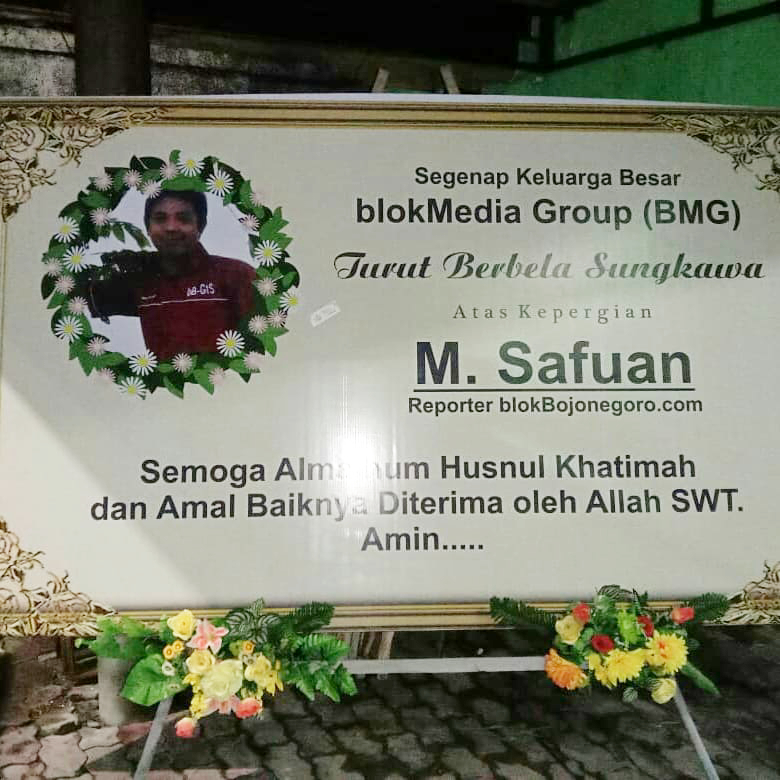 Segenap Keluarga Besar
blokMedia Group (BMG)
Turut Berbela Sungkawa
Atas Kepergian
M. Safuan
Reporter blokBojonegoro.com
Semoga Almarhum Husnul Khatimah
dan Amal Baiknya Diterima oleh Allah SWT.
Amin.....